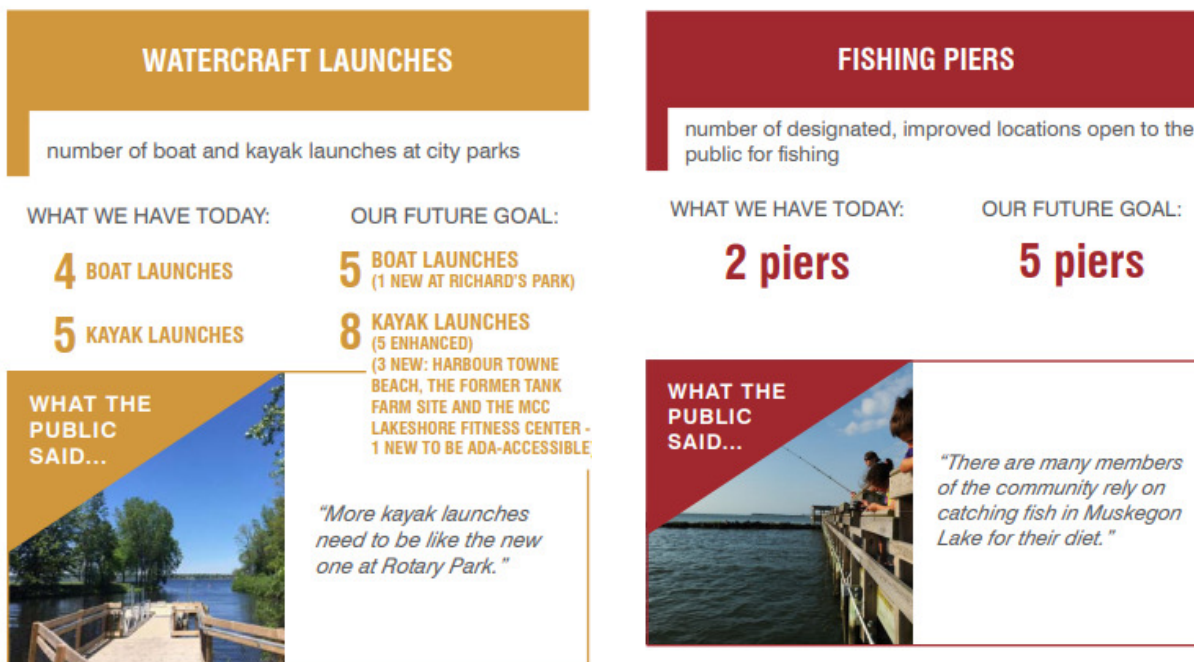 WATERCRAFT LAUNCHES
number of boat and kayak launches at city parks
WHAT WE HAVE TODAY:
4 BOAT LAUNCHES
5 KAYAK LAUNCHES
OUR FUTURE GOAL:
5 BOAT LAUNCHES
(1 NEW AT RICHARD'S PARK)
8 KAYAK LAUNCHES
(5 ENHANCED)
(3 NEW: HARBOUR TOWNE
BEACH, THE FORMER TANK
FARM SITE AND THE MCC
LAKESHORE FITNESS CENTER -
1 NEW TO BE ADA-ACCESSIBLE)
WHAT THE
PUBLIC
SAID...
“More kayak launches
need to be like the new
one at Rotary Park.”
FISHING PIERS
number of designated, improved locations open to the
public for fishing
WHAT WE HAVE TODAY:
2 piers
OUR FUTURE GOAL:
5 piers
WHAT THE
PUBLIC
SAID...
“There are many members
of the community rely on
catching fish in Muskegon
Lake for their diet.”